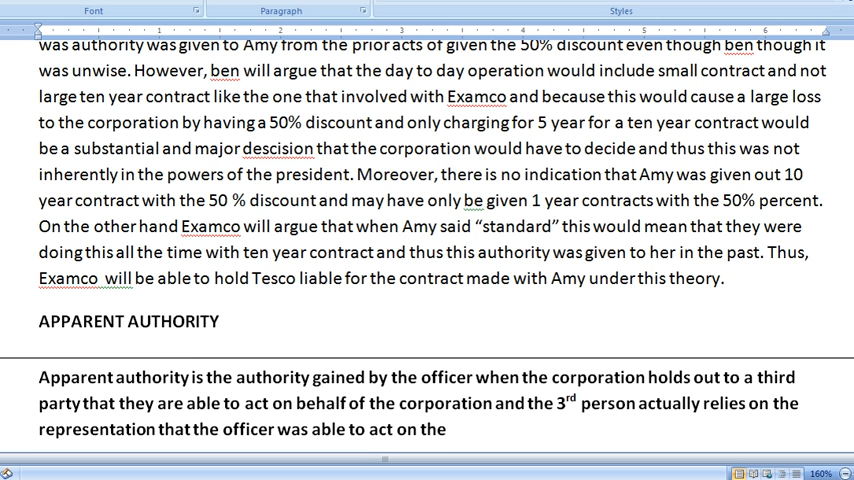 Font Paragraph Styles
1 2 3 4 5 6
was authority was given to Amy from the prior acts of given the 50% discount even though ben though it
was unwise. However, ben will argue that the day to day operation would include small contract and not
large ten year contract like the one that involved with Examco and because this would cause a large loss
to the corporation by having a 50% discount and only charging for 5 year for a ten year contract would
be a substantial and major descision that the corporation would have to decide and thus this was not
inherently in the powers of the president. Moreover, there is no indication that Amy was given out 10
year contract with the 50 % discount and may have only be given 1 year contracts with the 50% percent.
On the other hand Examco will argue that when Amy said “standard” this would mean that they were
doing this all the time with ten year contract and thus this authority was given to her in the past. Thus,
Examco will be able to hold Tesco liable for the contract made with Amy under this theory.
APPARENT AUTHORITY
Apparent authority is the authority gained by the officer when the corporation holds out to a third
party that they are able to act on behalf of the corporation and the 3rd person actually relies on the
representation that the officer was able to act on the
160%